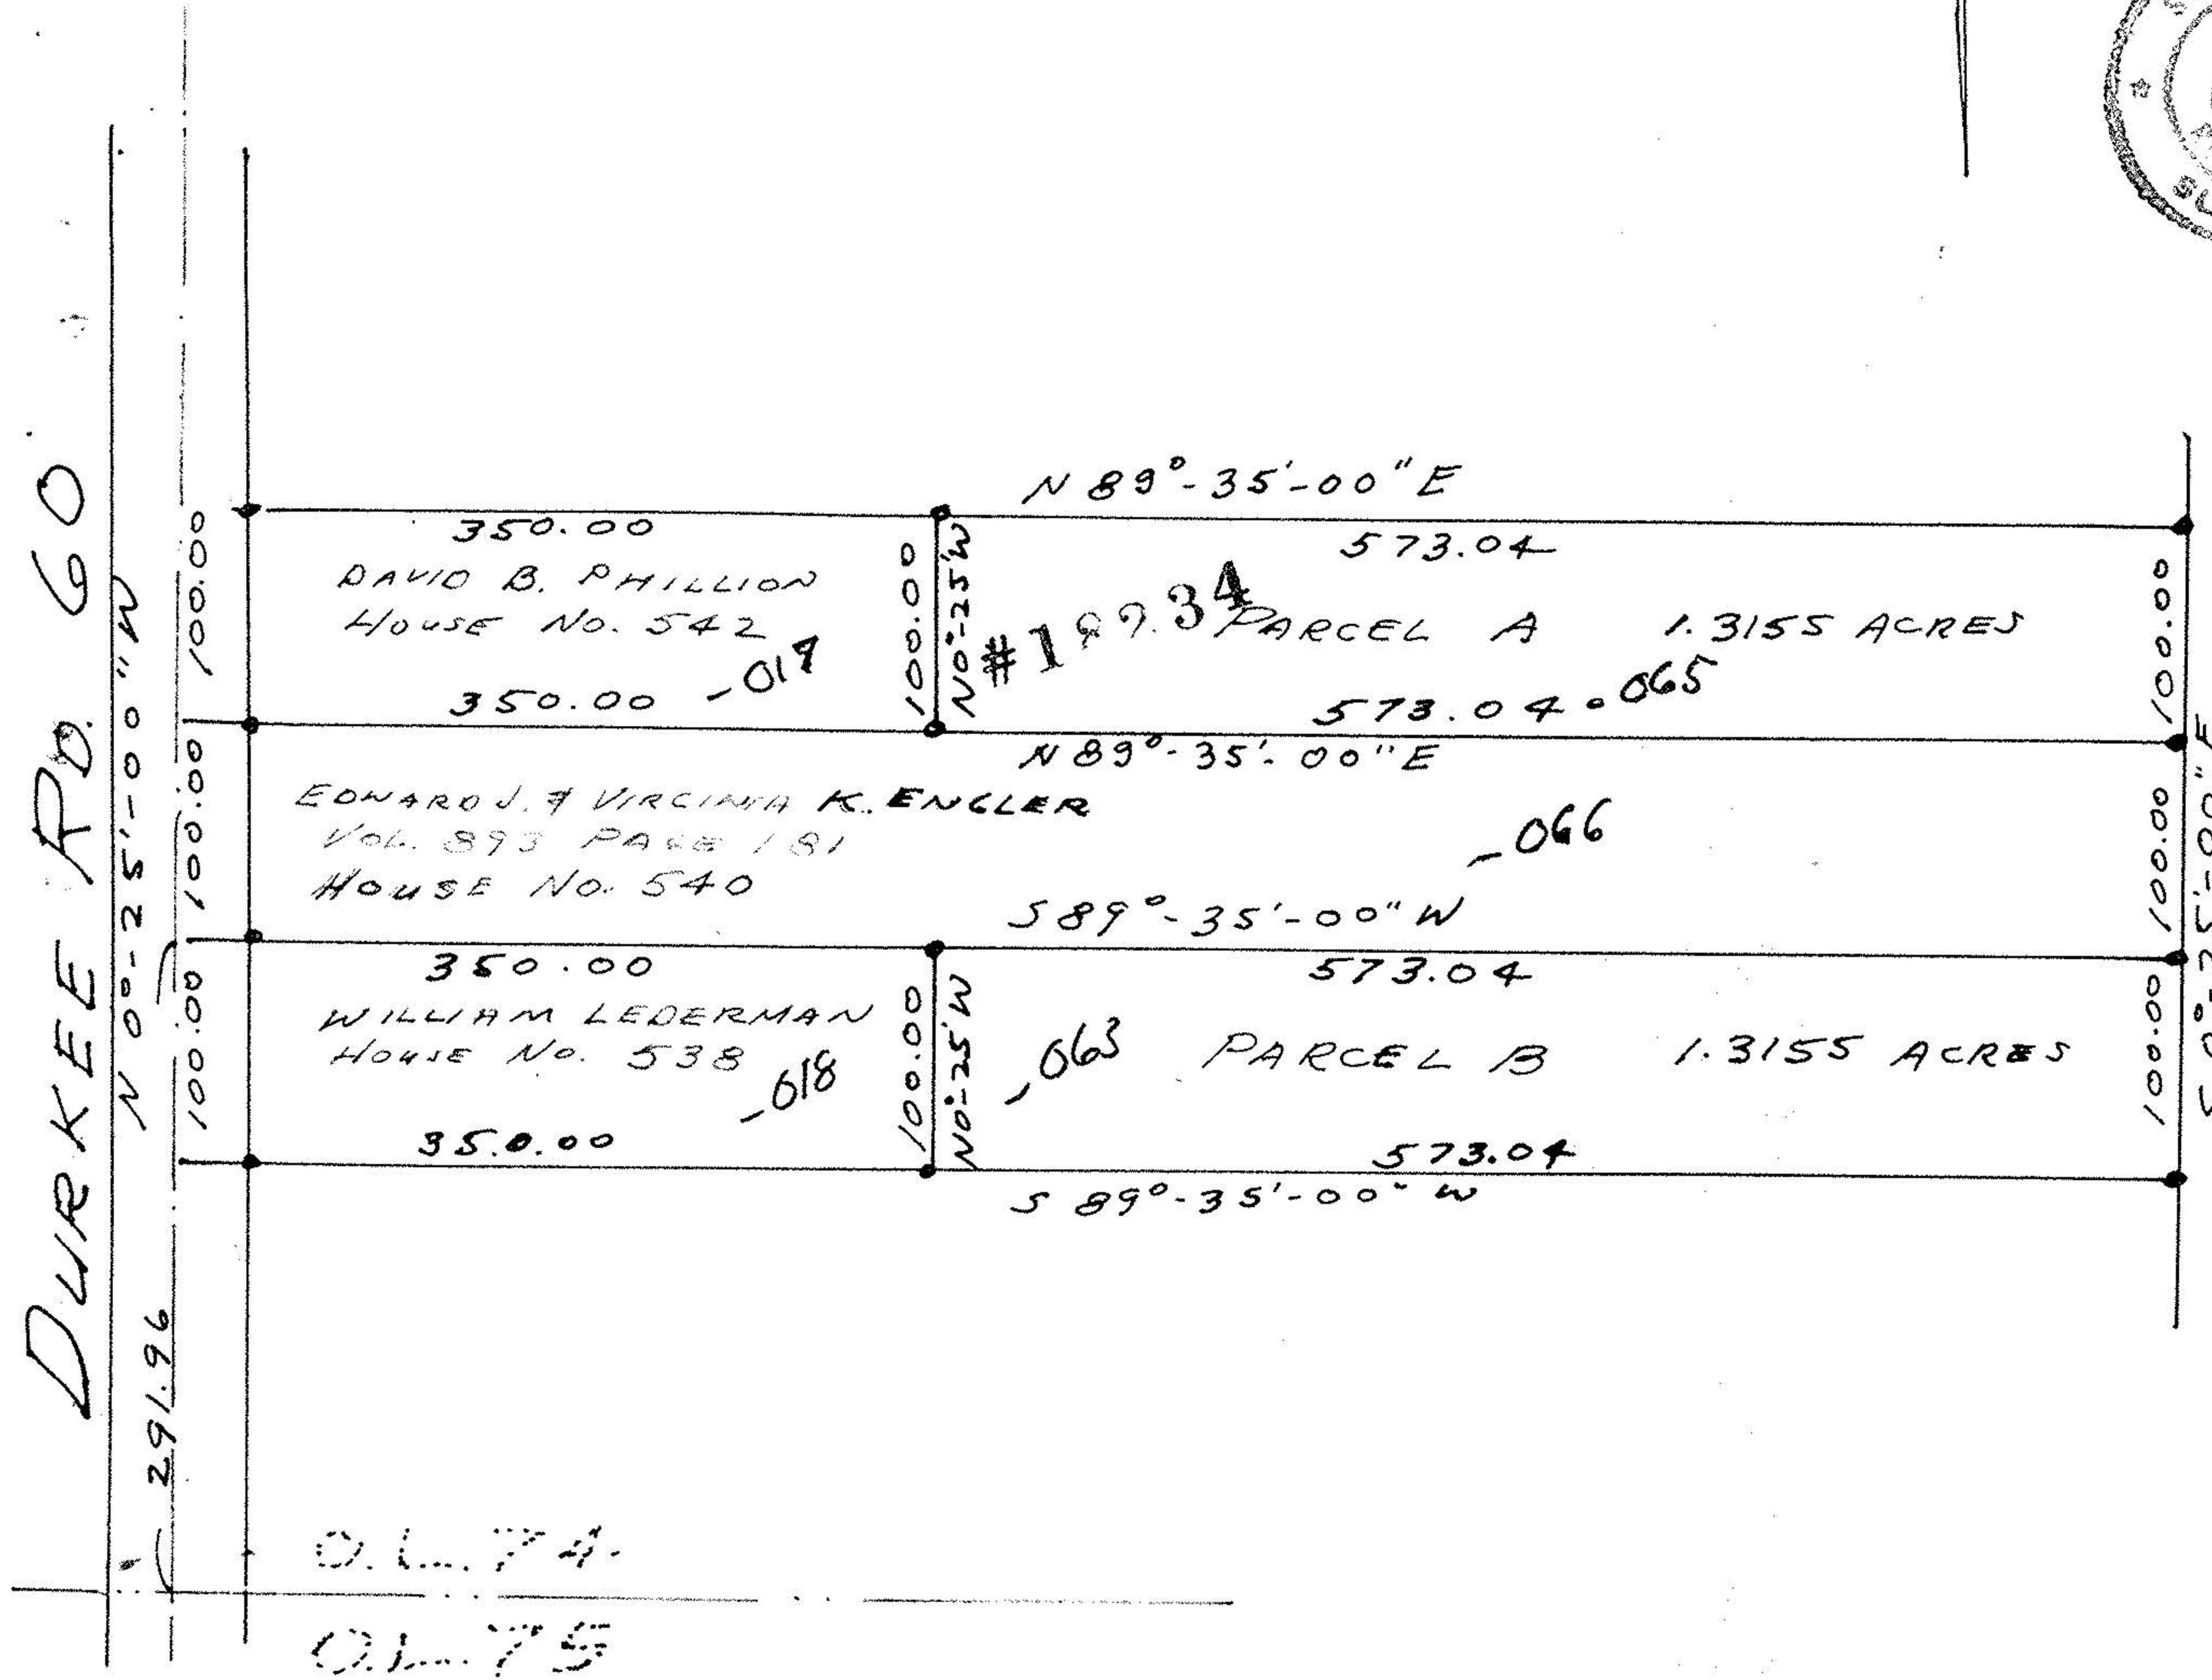 DURKEE RD. 60
N 0°-25'-00" W
100.00
100.00
100.00
291.96
N 89°-35'-00" E
350.00
573.04
DAVID B. PHILLION
HOUSE No. 542
350.00
100.00
N0°-25'W
PARCEL A 1.3155 ACRES
-065
573.04
100.00
N 89°-35'-00" E
EDWARD J. & VIRGINIA K. ENGLER
VOL. 893 PAGE 181
HOUSE No. 540
-066
100.00
S 89°-35'-00" W
350.00
573.04
WILLIAM LEDERMAN
HOUSE No. 538
-018
350.00
100.00
N0°-25'W
-063
PARCEL B 1.3155 ACRES
573.04
100.00
S 89°-35'-00" W
S 0°-25'-00" E
O.L. 74
O.L. 75